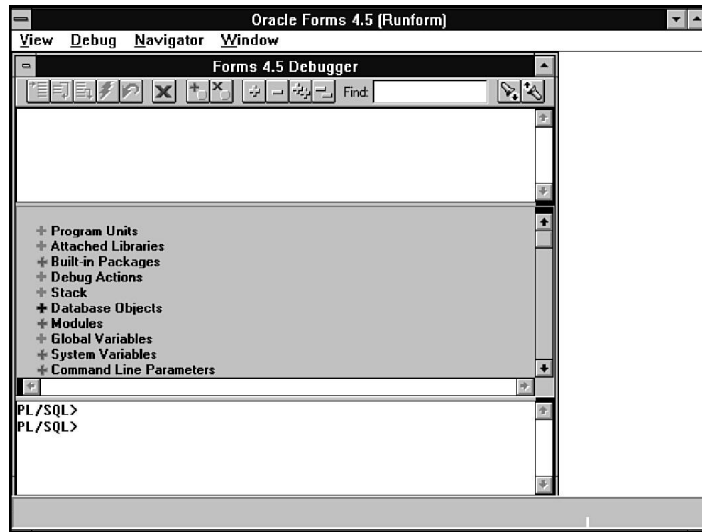 Oracle Forms 4.5 (Runform)
View Debug Navigator Window
Forms 4.5 Debugger
Find:
Program Units
Attached Libraries
Built-in Packages
Debug Actions
Stack
Database Objects
Modules
Global Variables
System Variables
Command Line Parameters
PL/SQL>
PL/SQL>